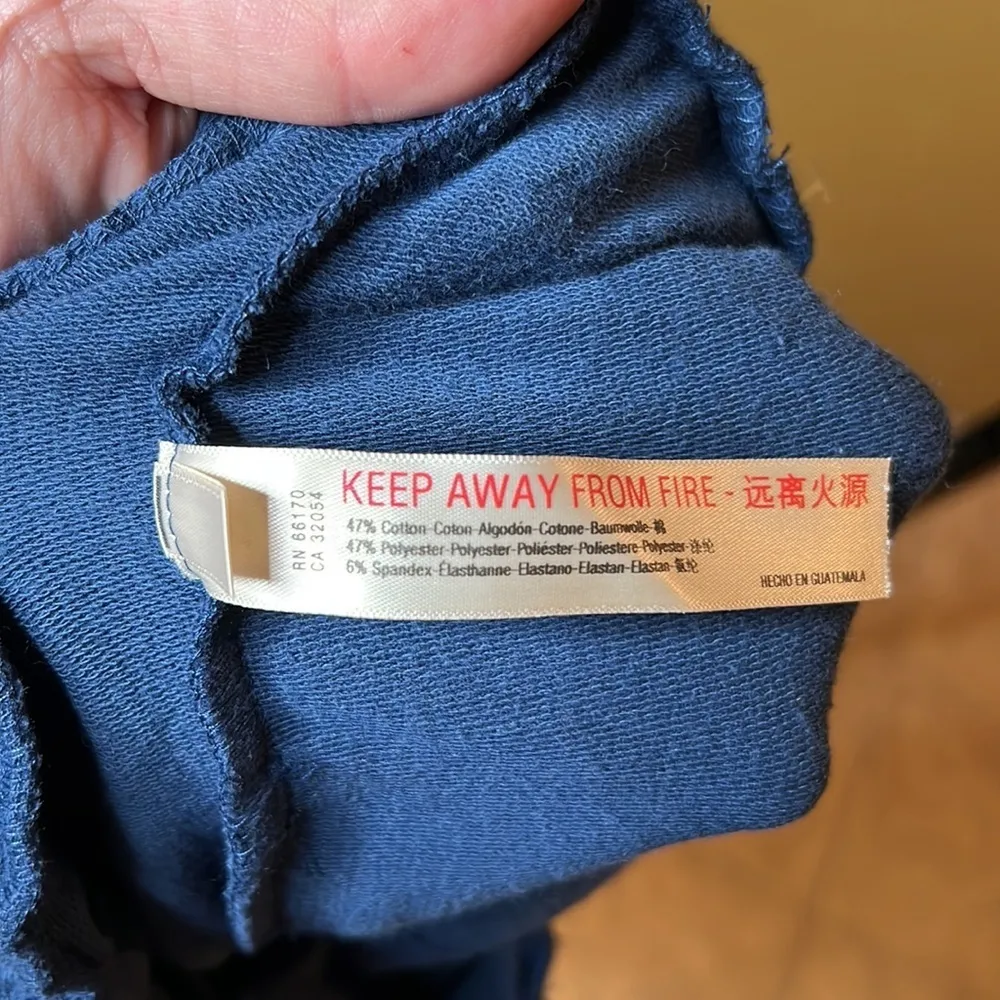 RN 66170
CA 32054
KEEP AWAY FROM FIRE - 远离火源
47% Cotton-Coton-Algodón-Cotone-Baumwolle-棉
47% Polyester-Polyester-Poliéster-Poliestere-Polyester-涤纶
6% Spandex-Élasthanne-Elastano-Elastan-Elastan-氨纶
HECHO EN GUATEMALA